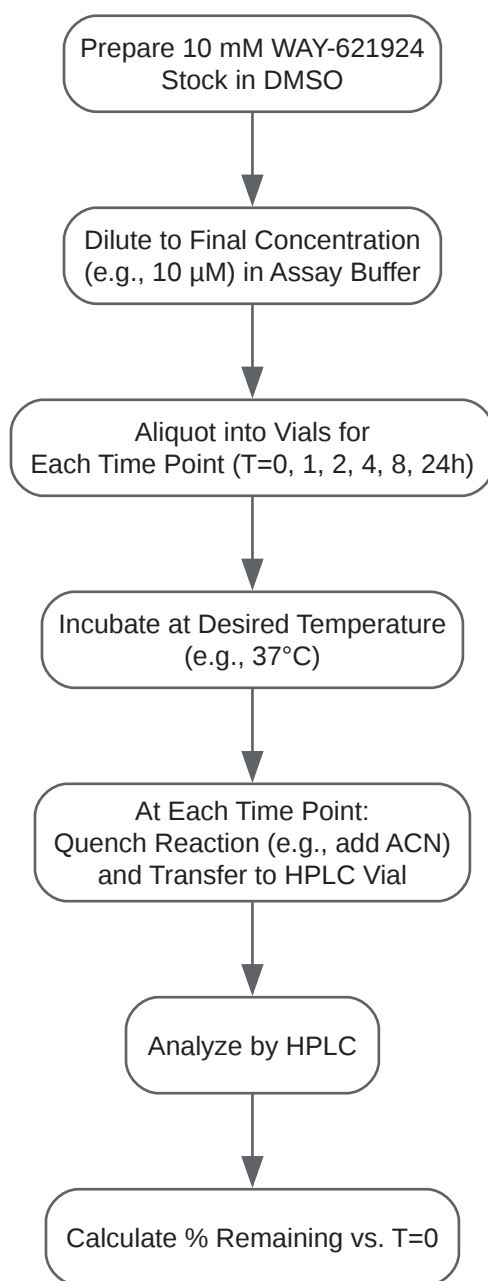 Prepare 10 mM WAY-621924
Stock in DMSO
Dilute to Final Concentration
(e.g., 10 µM) in Assay Buffer
Aliquot into Vials for
Each Time Point (T=0, 1, 2, 4, 8, 24h)
Incubate at Desired Temperature
(e.g., 37°C)
At Each Time Point:
Quench Reaction (e.g., add ACN)
and Transfer to HPLC Vial
Analyze by HPLC
Calculate % Remaining vs. T=0